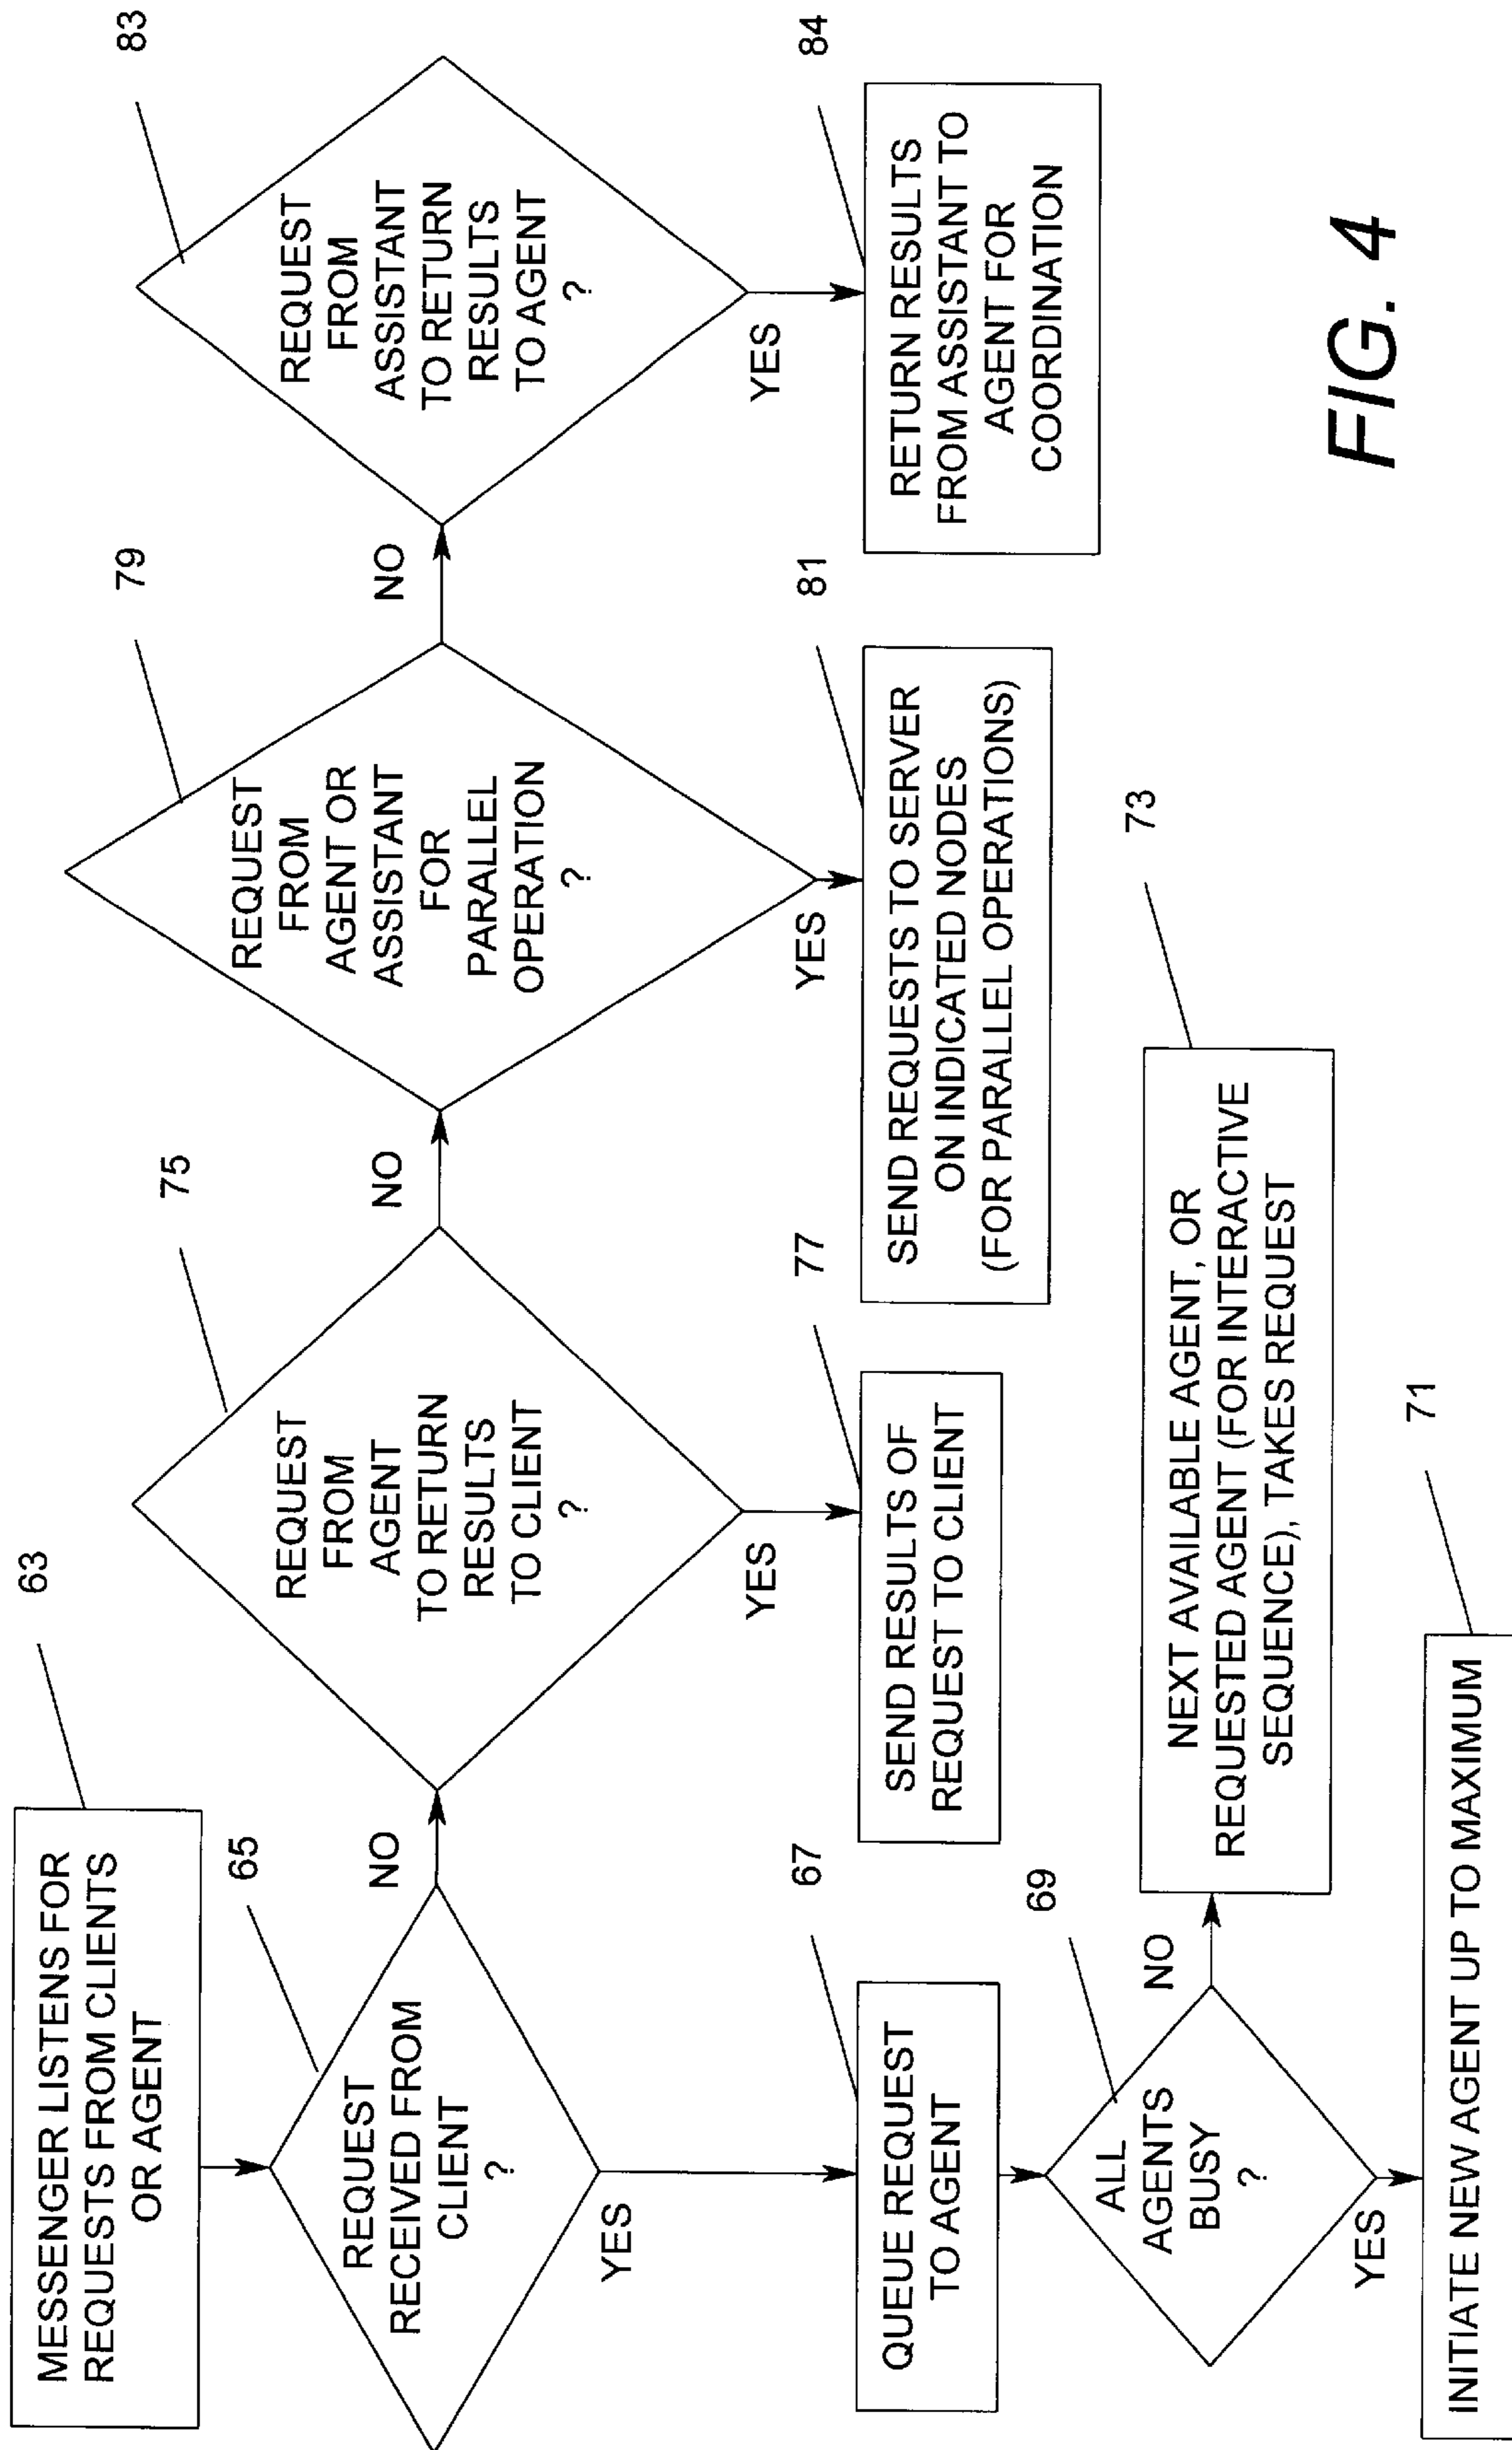 63
MESSENGER LISTENS FOR
REQUESTS FROM CLIENTS
OR AGENT
65
REQUEST
RECEIVED FROM
CLIENT
?
NO
YES
75
REQUEST
FROM
AGENT
TO RETURN
RESULTS
TO CLIENT
?
NO
YES
79
REQUEST
FROM
AGENT OR
ASSISTANT
FOR
PARALLEL
OPERATION
?
NO
YES
83
REQUEST
FROM
ASSISTANT
TO RETURN
RESULTS
TO AGENT
?
YES
67
QUEUE REQUEST
TO AGENT
77
SEND RESULTS OF
REQUEST TO CLIENT
81
SEND REQUESTS TO SERVER
ON INDICATED NODES
(FOR PARALLEL OPERATIONS)
84
RETURN RESULTS
FROM ASSISTANT TO
AGENT FOR
COORDINATION
69
ALL
AGENTS
BUSY
?
NO
YES
73
NEXT AVAILABLE AGENT, OR
REQUESTED AGENT (FOR INTERACTIVE
SEQUENCE), TAKES REQUEST
71
INITIATE NEW AGENT UP TO MAXIMUM
FIG. 4